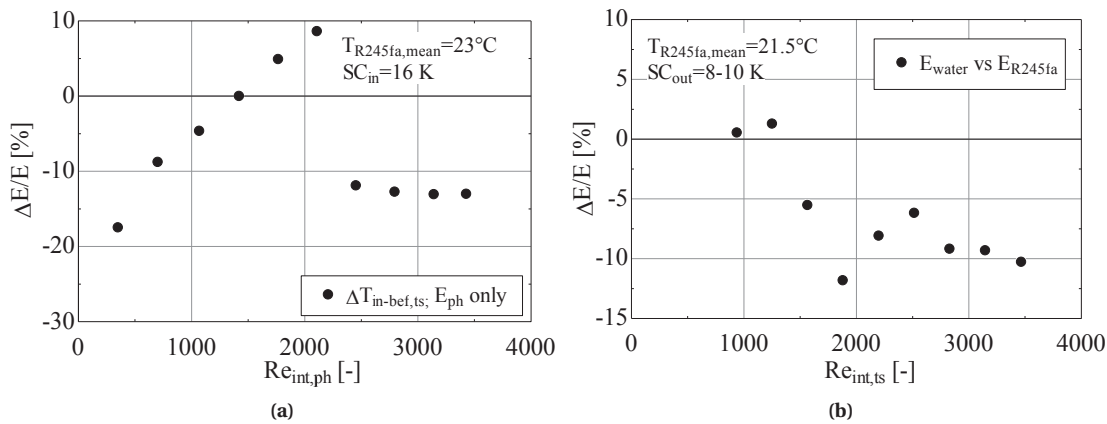 10
0
-10
-20
-30
ΔE/E [%]
T_R245fa,mean=23°C
SC_in=16 K
ΔT_in-bef,ts; E_ph only
0 1000 2000 3000 4000
Re_int,ph [-]
(a)
10
5
0
-5
-10
-15
ΔE/E [%]
T_R245fa,mean=21.5°C
SC_out=8-10 K
E_water vs E_R245fa
0 1000 2000 3000 4000
Re_int,ts [-]
(b)